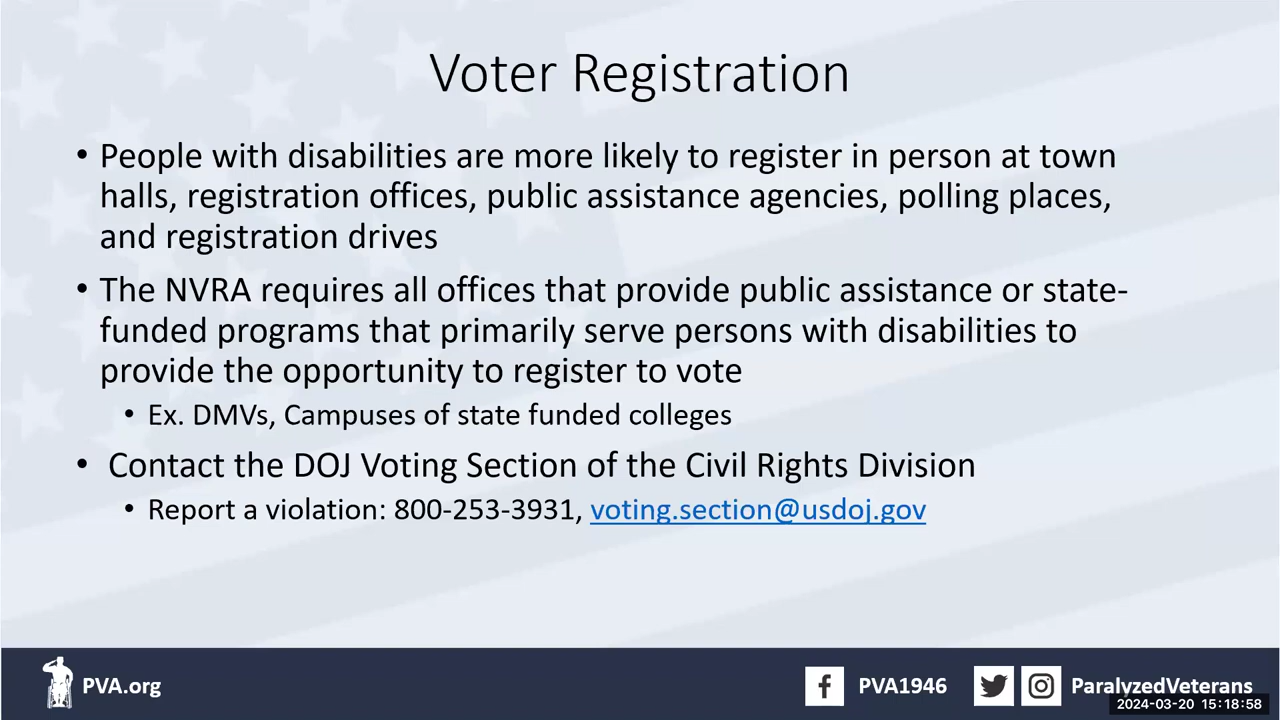 Voter Registration
• People with disabilities are more likely to register in person at town
halls, registration offices, public assistance agencies, polling places,
and registration drives
• The NVRA requires all offices that provide public assistance or state-
funded programs that primarily serve persons with disabilities to
provide the opportunity to register to vote
• Ex. DMVs, Campuses of state funded colleges
• Contact the DOJ Voting Section of the Civil Rights Division
• Report a violation: 800-253-3931, voting.section@usdoj.gov
PVA.org
PVA1946
ParalyzedVeterans
2024-03-20 15:18:58